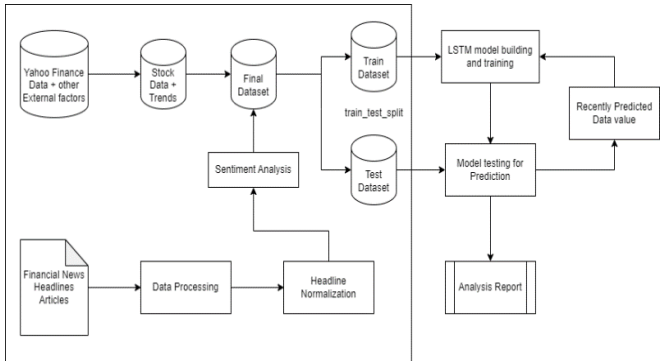 Yahoo Finance
Data + other
External factors
Stock
Data +
Trends
Final
Dataset
Train
Dataset
train_test_split
Test
Dataset
LSTM model building
and training
Recently Predicted
Data value
Model testing for
Prediction
Analysis Report
Sentiment Analysis
Financial News
Headlines
Articles
Data Processing
Headline
Normalization